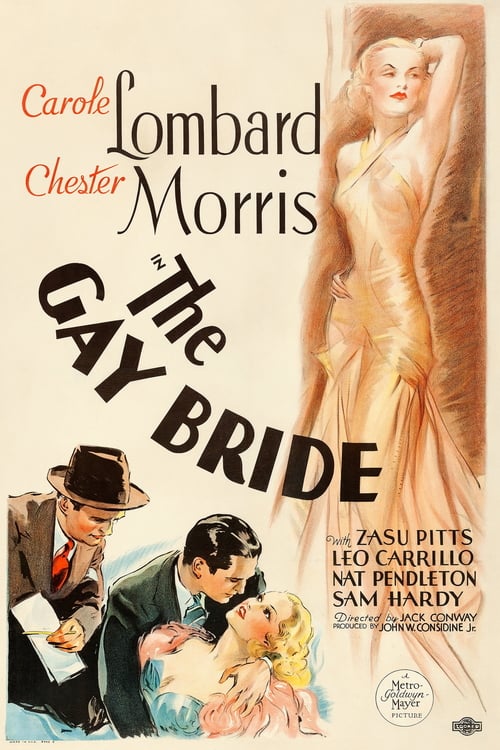 Carole Lombard
Chester Morris
IN
The
GAY BRIDE
With ZASU PITTS
LEO CARRILLO
NAT PENDLETON
SAM HARDY
Directed by JACK CONWAY
PRODUCED BY JOHN W. CONSIDINE Jr.
A
Metro-
Goldwyn-
Mayer
PICTURE